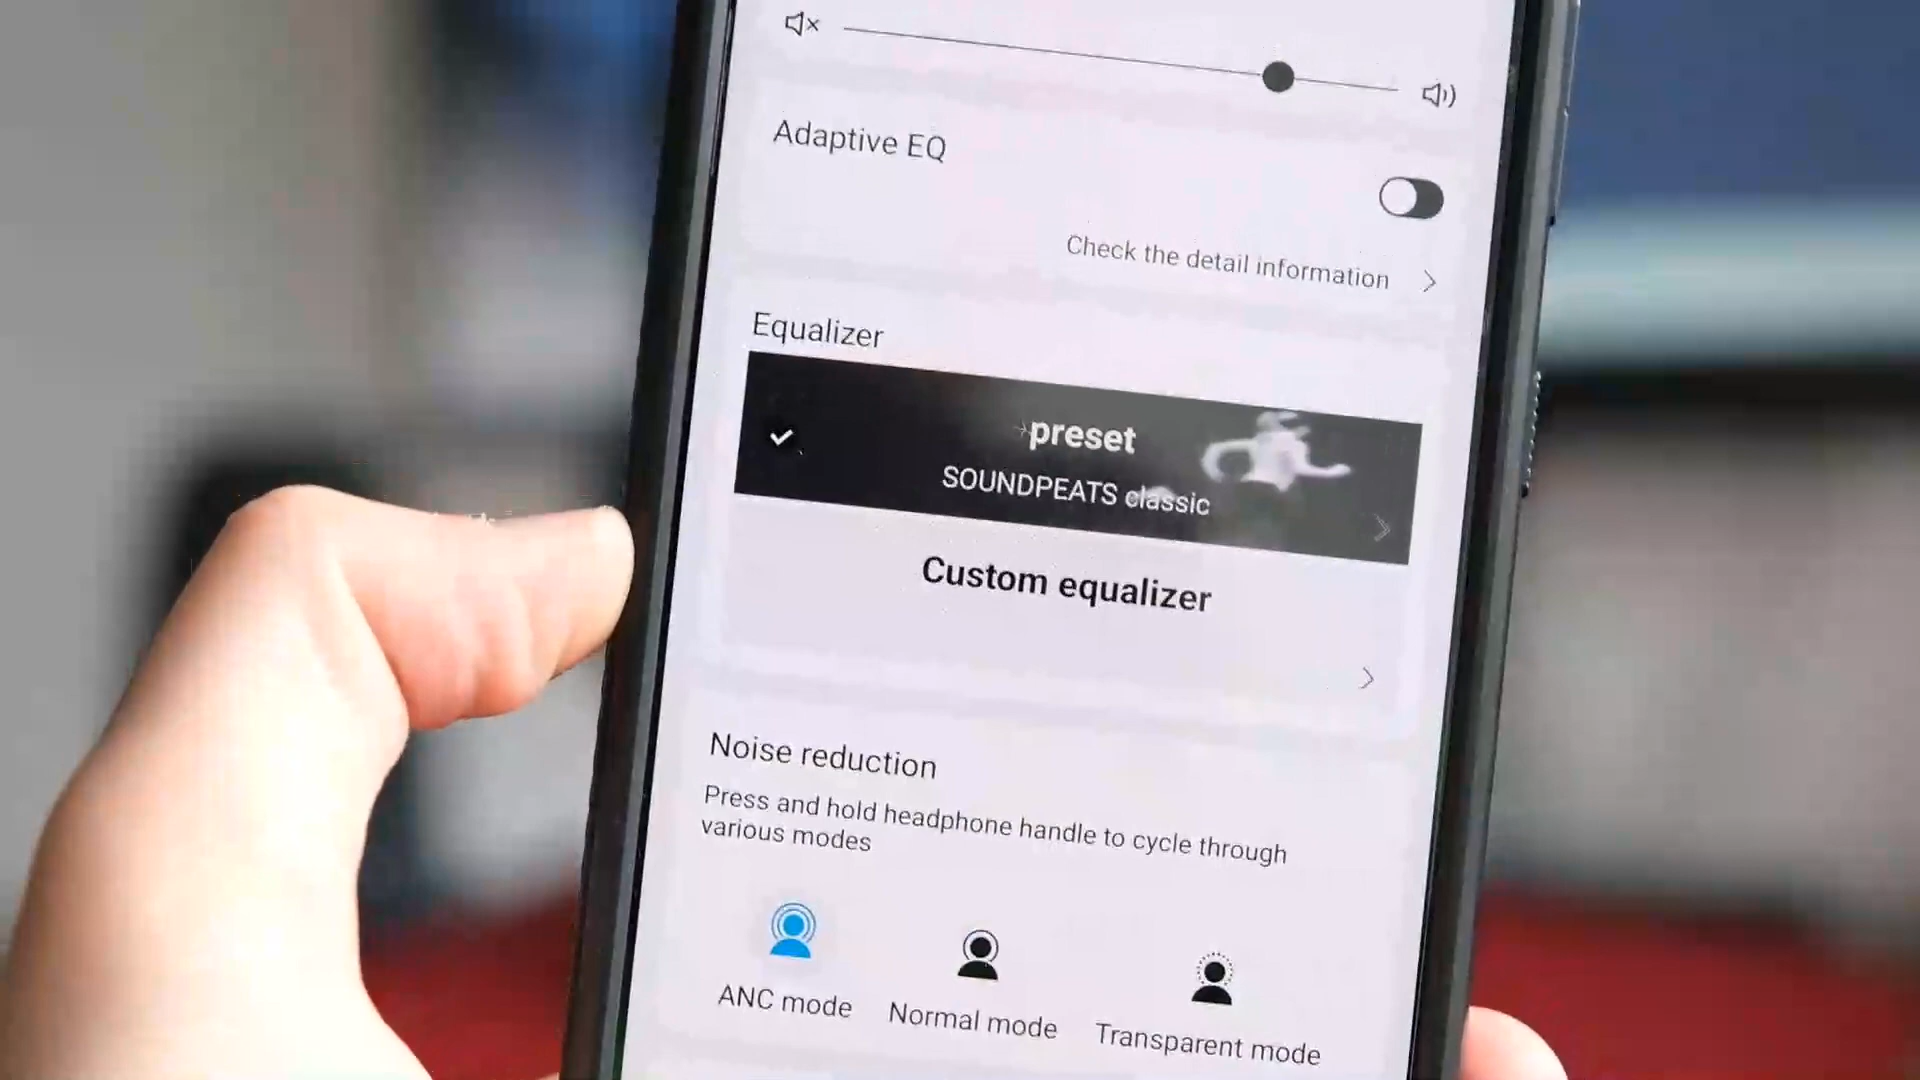 Adaptive EQ
Check the detail information
Equalizer
preset
SOUNDPEATS classic
Custom equalizer
Noise reduction
Press and hold headphone handle to cycle through
various modes
ANC mode
Normal mode
Transparent mode